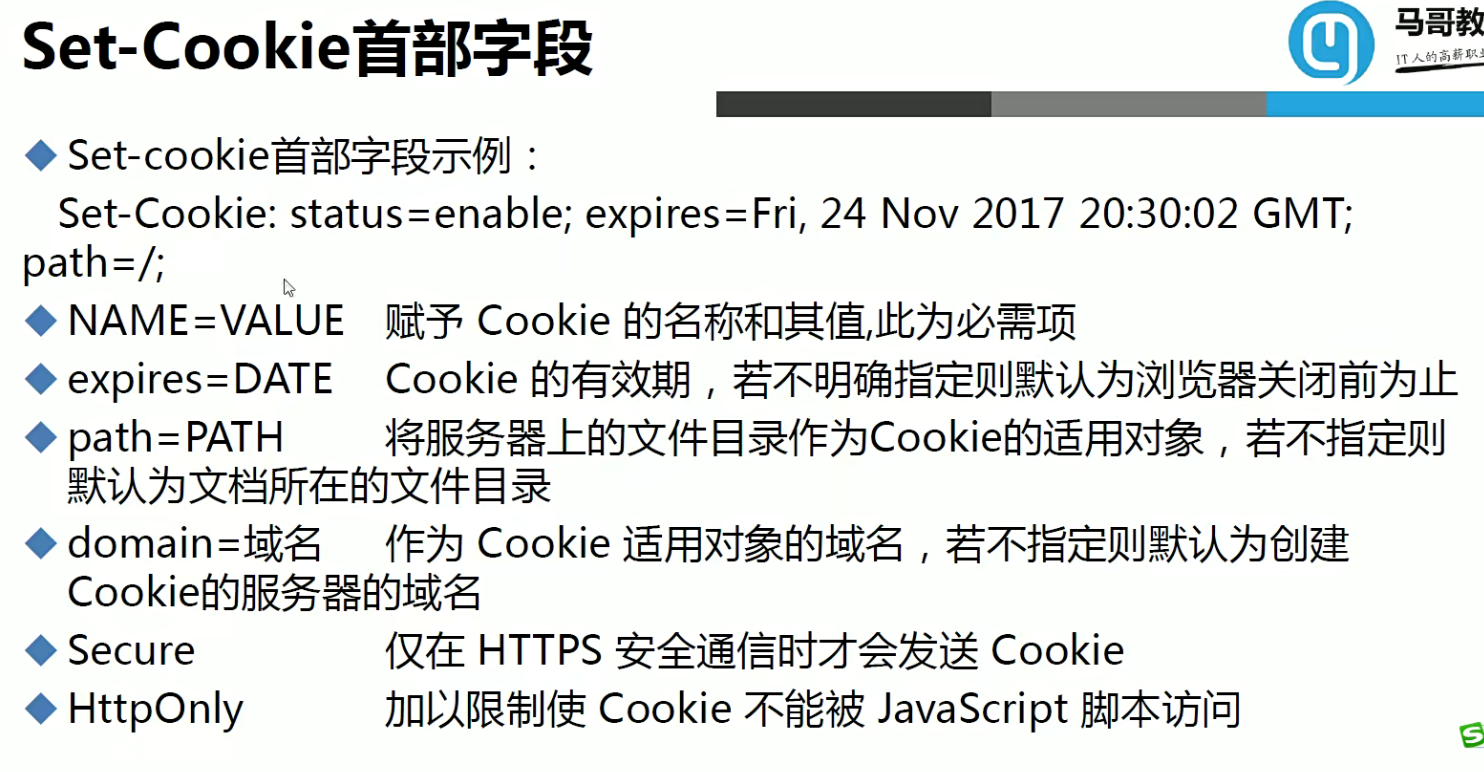 Set-Cookie首部字段
马哥教
IT人的高薪职业
Set-cookie首部字段示例：
Set-Cookie: status=enable; expires=Fri, 24 Nov 2017 20:30:02 GMT;
path=/;
NAME=VALUE 赋予 Cookie 的名称和其值,此为必需项
expires=DATE Cookie 的有效期，若不明确指定则默认为浏览器关闭前为止
path=PATH 将服务器上的文件目录作为Cookie的适用对象，若不指定则
默认为文档所在的文件目录
domain=域名 作为 Cookie 适用对象的域名，若不指定则默认为创建
Cookie的服务器的域名
Secure 仅在 HTTPS 安全通信时才会发送 Cookie
HttpOnly 加以限制使 Cookie 不能被 JavaScript 脚本访问